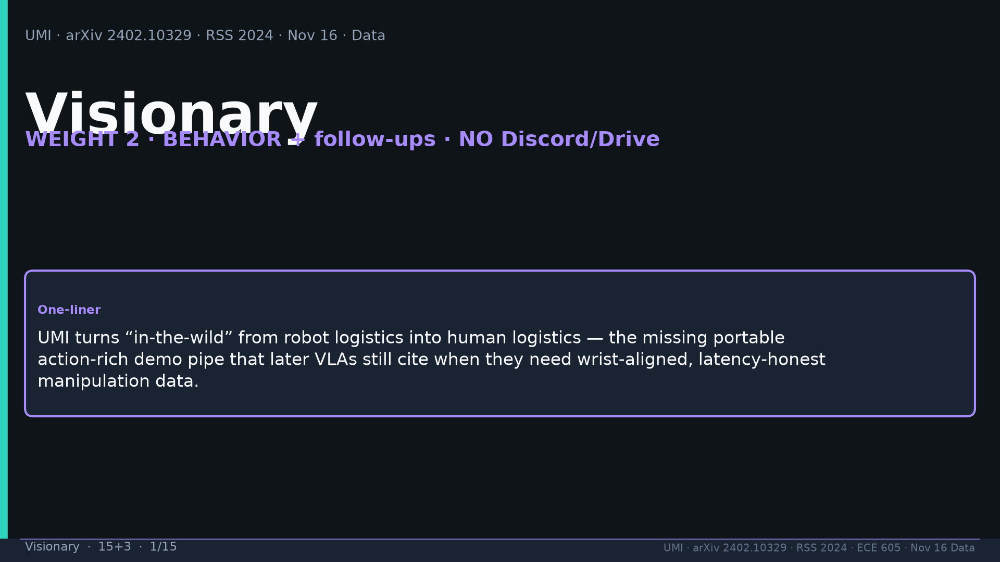 UMI · arXiv 2402.10329 · RSS 2024 · Nov 16 · Data
Visionary
WEIGHT 2 · BEHAVIOR + follow-ups · NO Discord/Drive
One-liner
UMI turns “in-the-wild” from robot logistics into human logistics — the missing portable
action-rich demo pipe that later VLAs still cite when they need wrist-aligned, latency-honest
manipulation data.
Visionary · 15+3 · 1/15
UMI · arXiv 2402.10329 · RSS 2024 · ECE 605 · Nov 16 Data